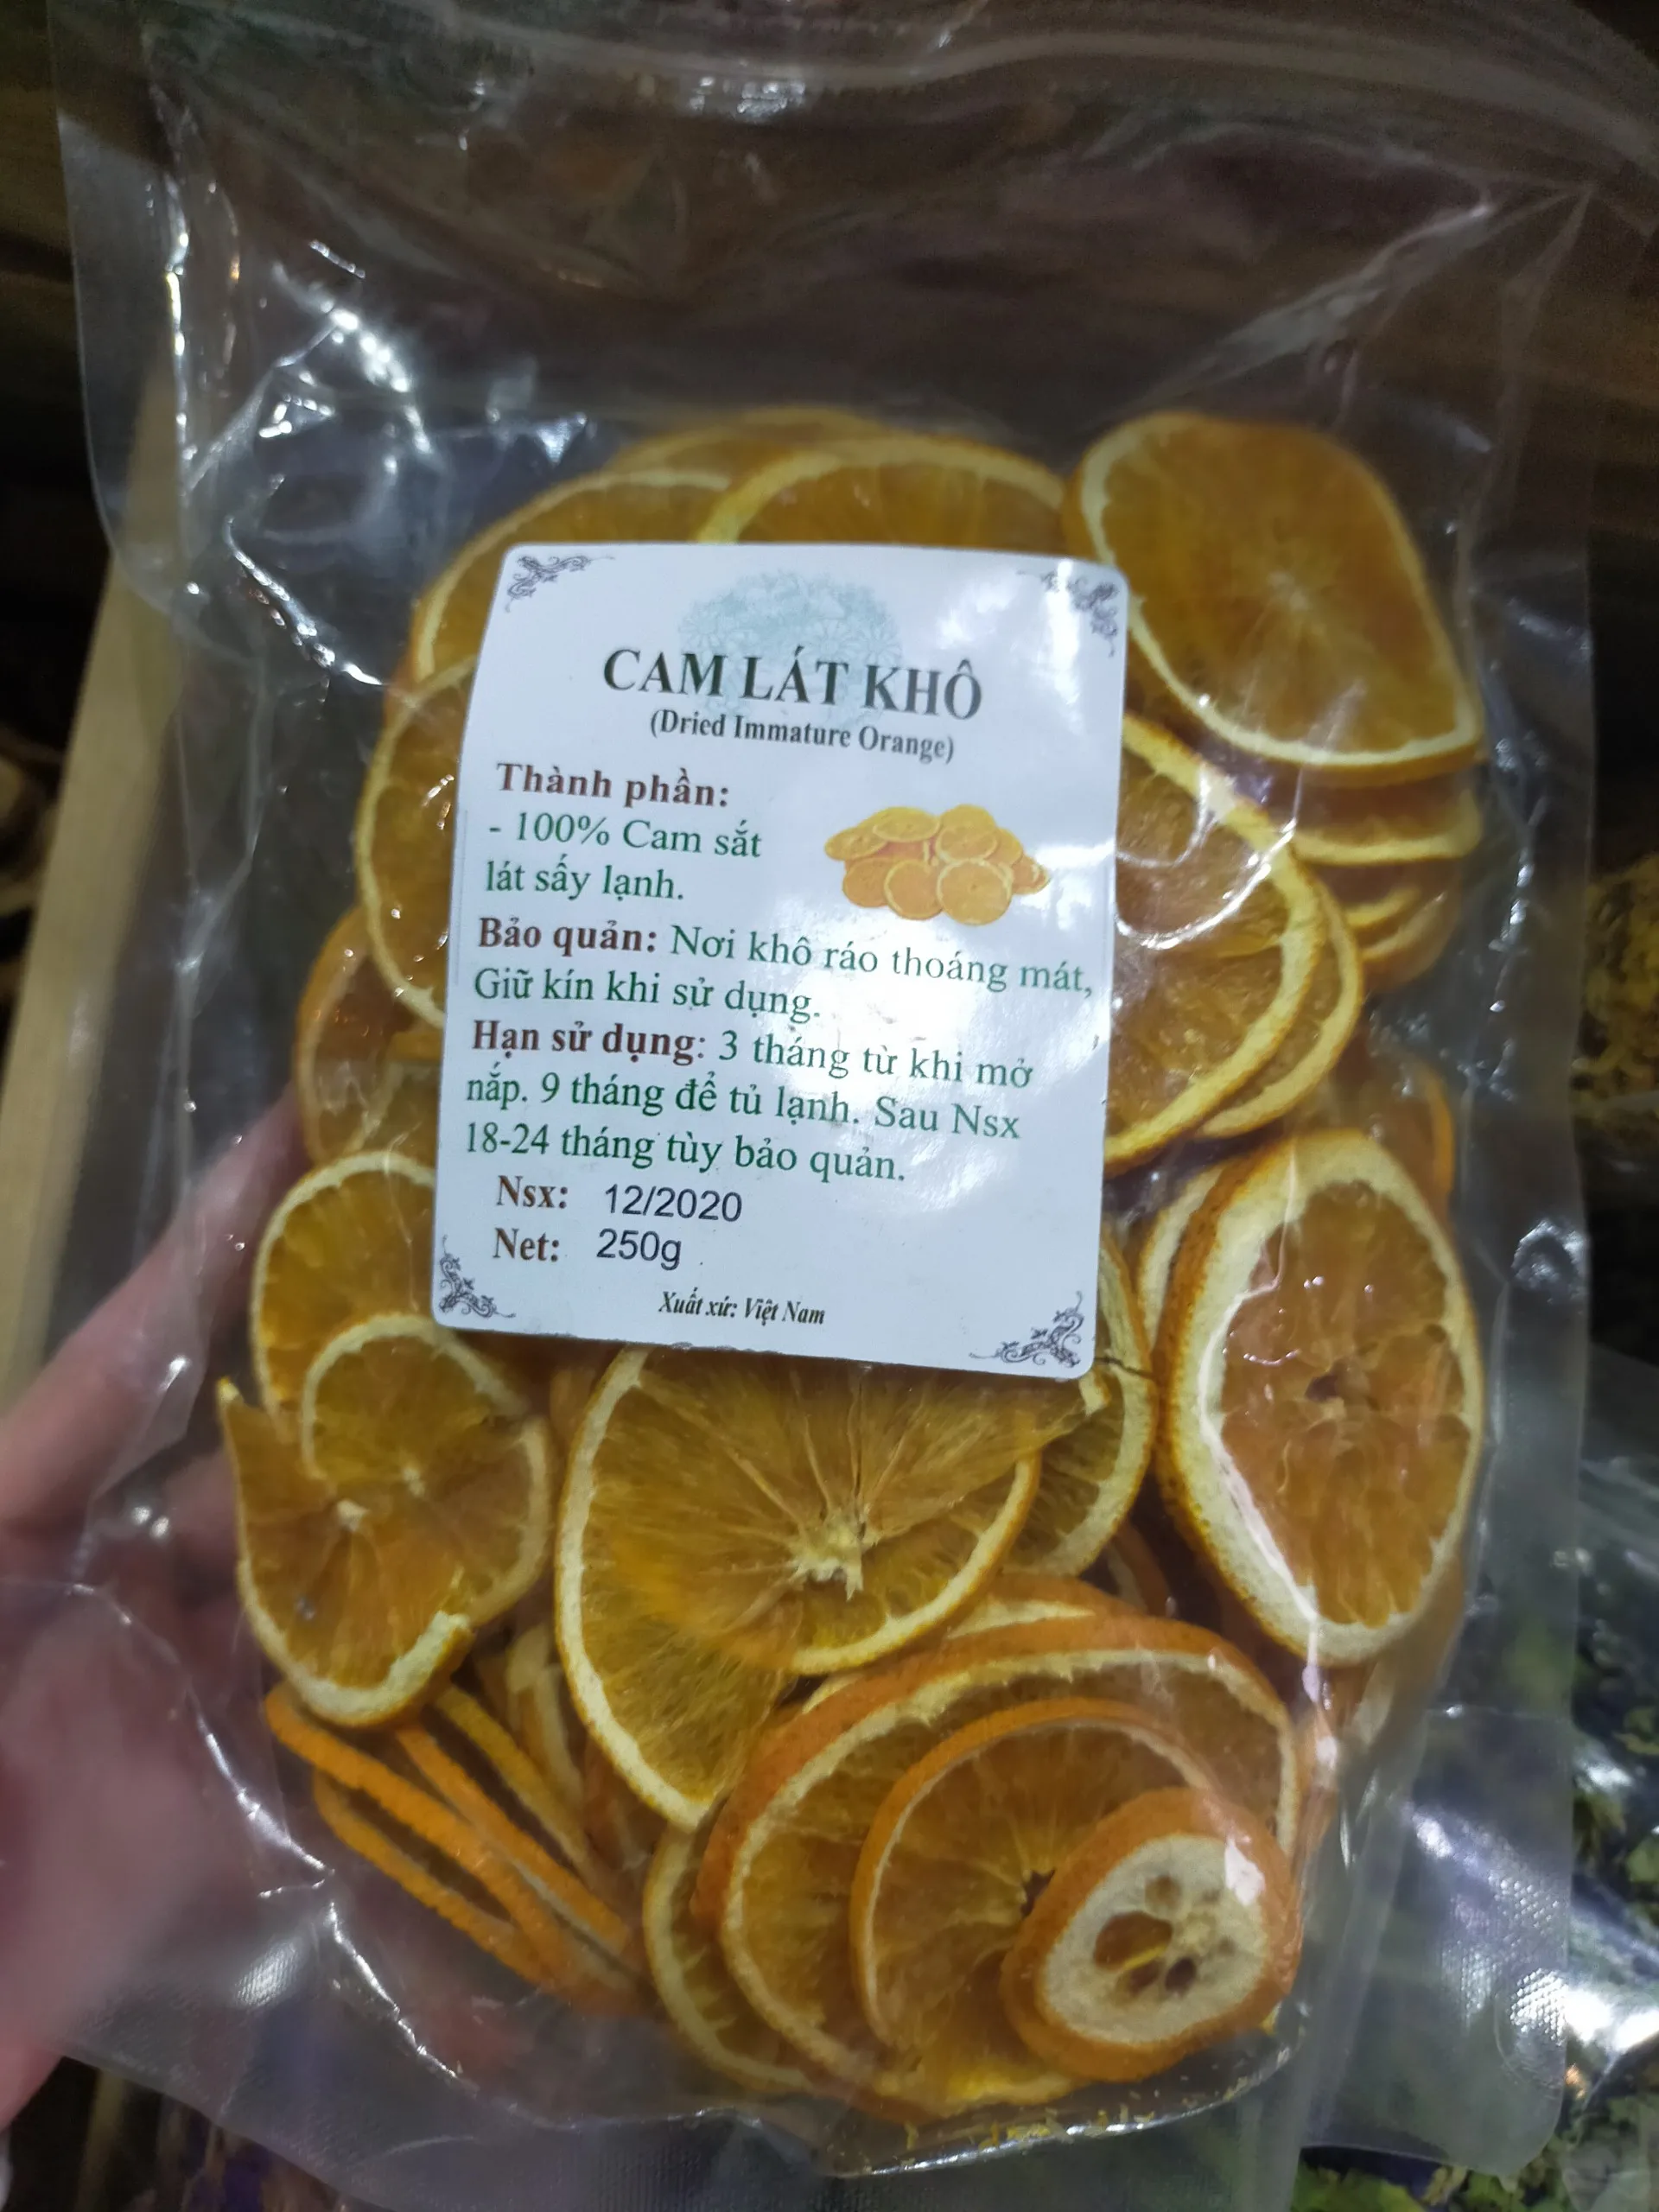 CAM LÁT KHÔ
(Dried Immature Orange)
Thành phần:
- 100% Cam sắt
lát sấy lạnh.
Bảo quản: Nơi khô ráo thoáng mát,
Giữ kín khi sử dụng.
Hạn sử dụng: 3 tháng từ khi mở
nắp. 9 tháng để tủ lạnh. Sau Nsx
18-24 tháng tùy bảo quản.
Nsx: 12/2020
Net: 250g
Xuất xứ: Việt Nam